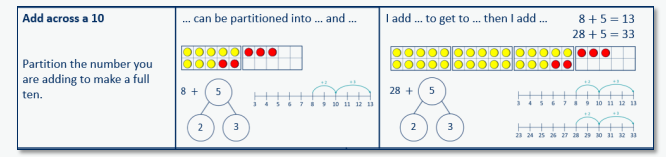 Add across a 10
Partition the number you
are adding to make a full
ten.
... can be partitioned into ... and ...
8 + 5
2 3
+2 +3
3 4 5 6 7 8 9 10 11 12 13
I add ... to get to ... then I add ...
8 + 5 = 13
28 + 5 = 33
28 + 5
2 3
+2 +3
3 4 5 6 7 8 9 10 11 12 13
+2 +3
23 24 25 26 27 28 29 30 31 32 33